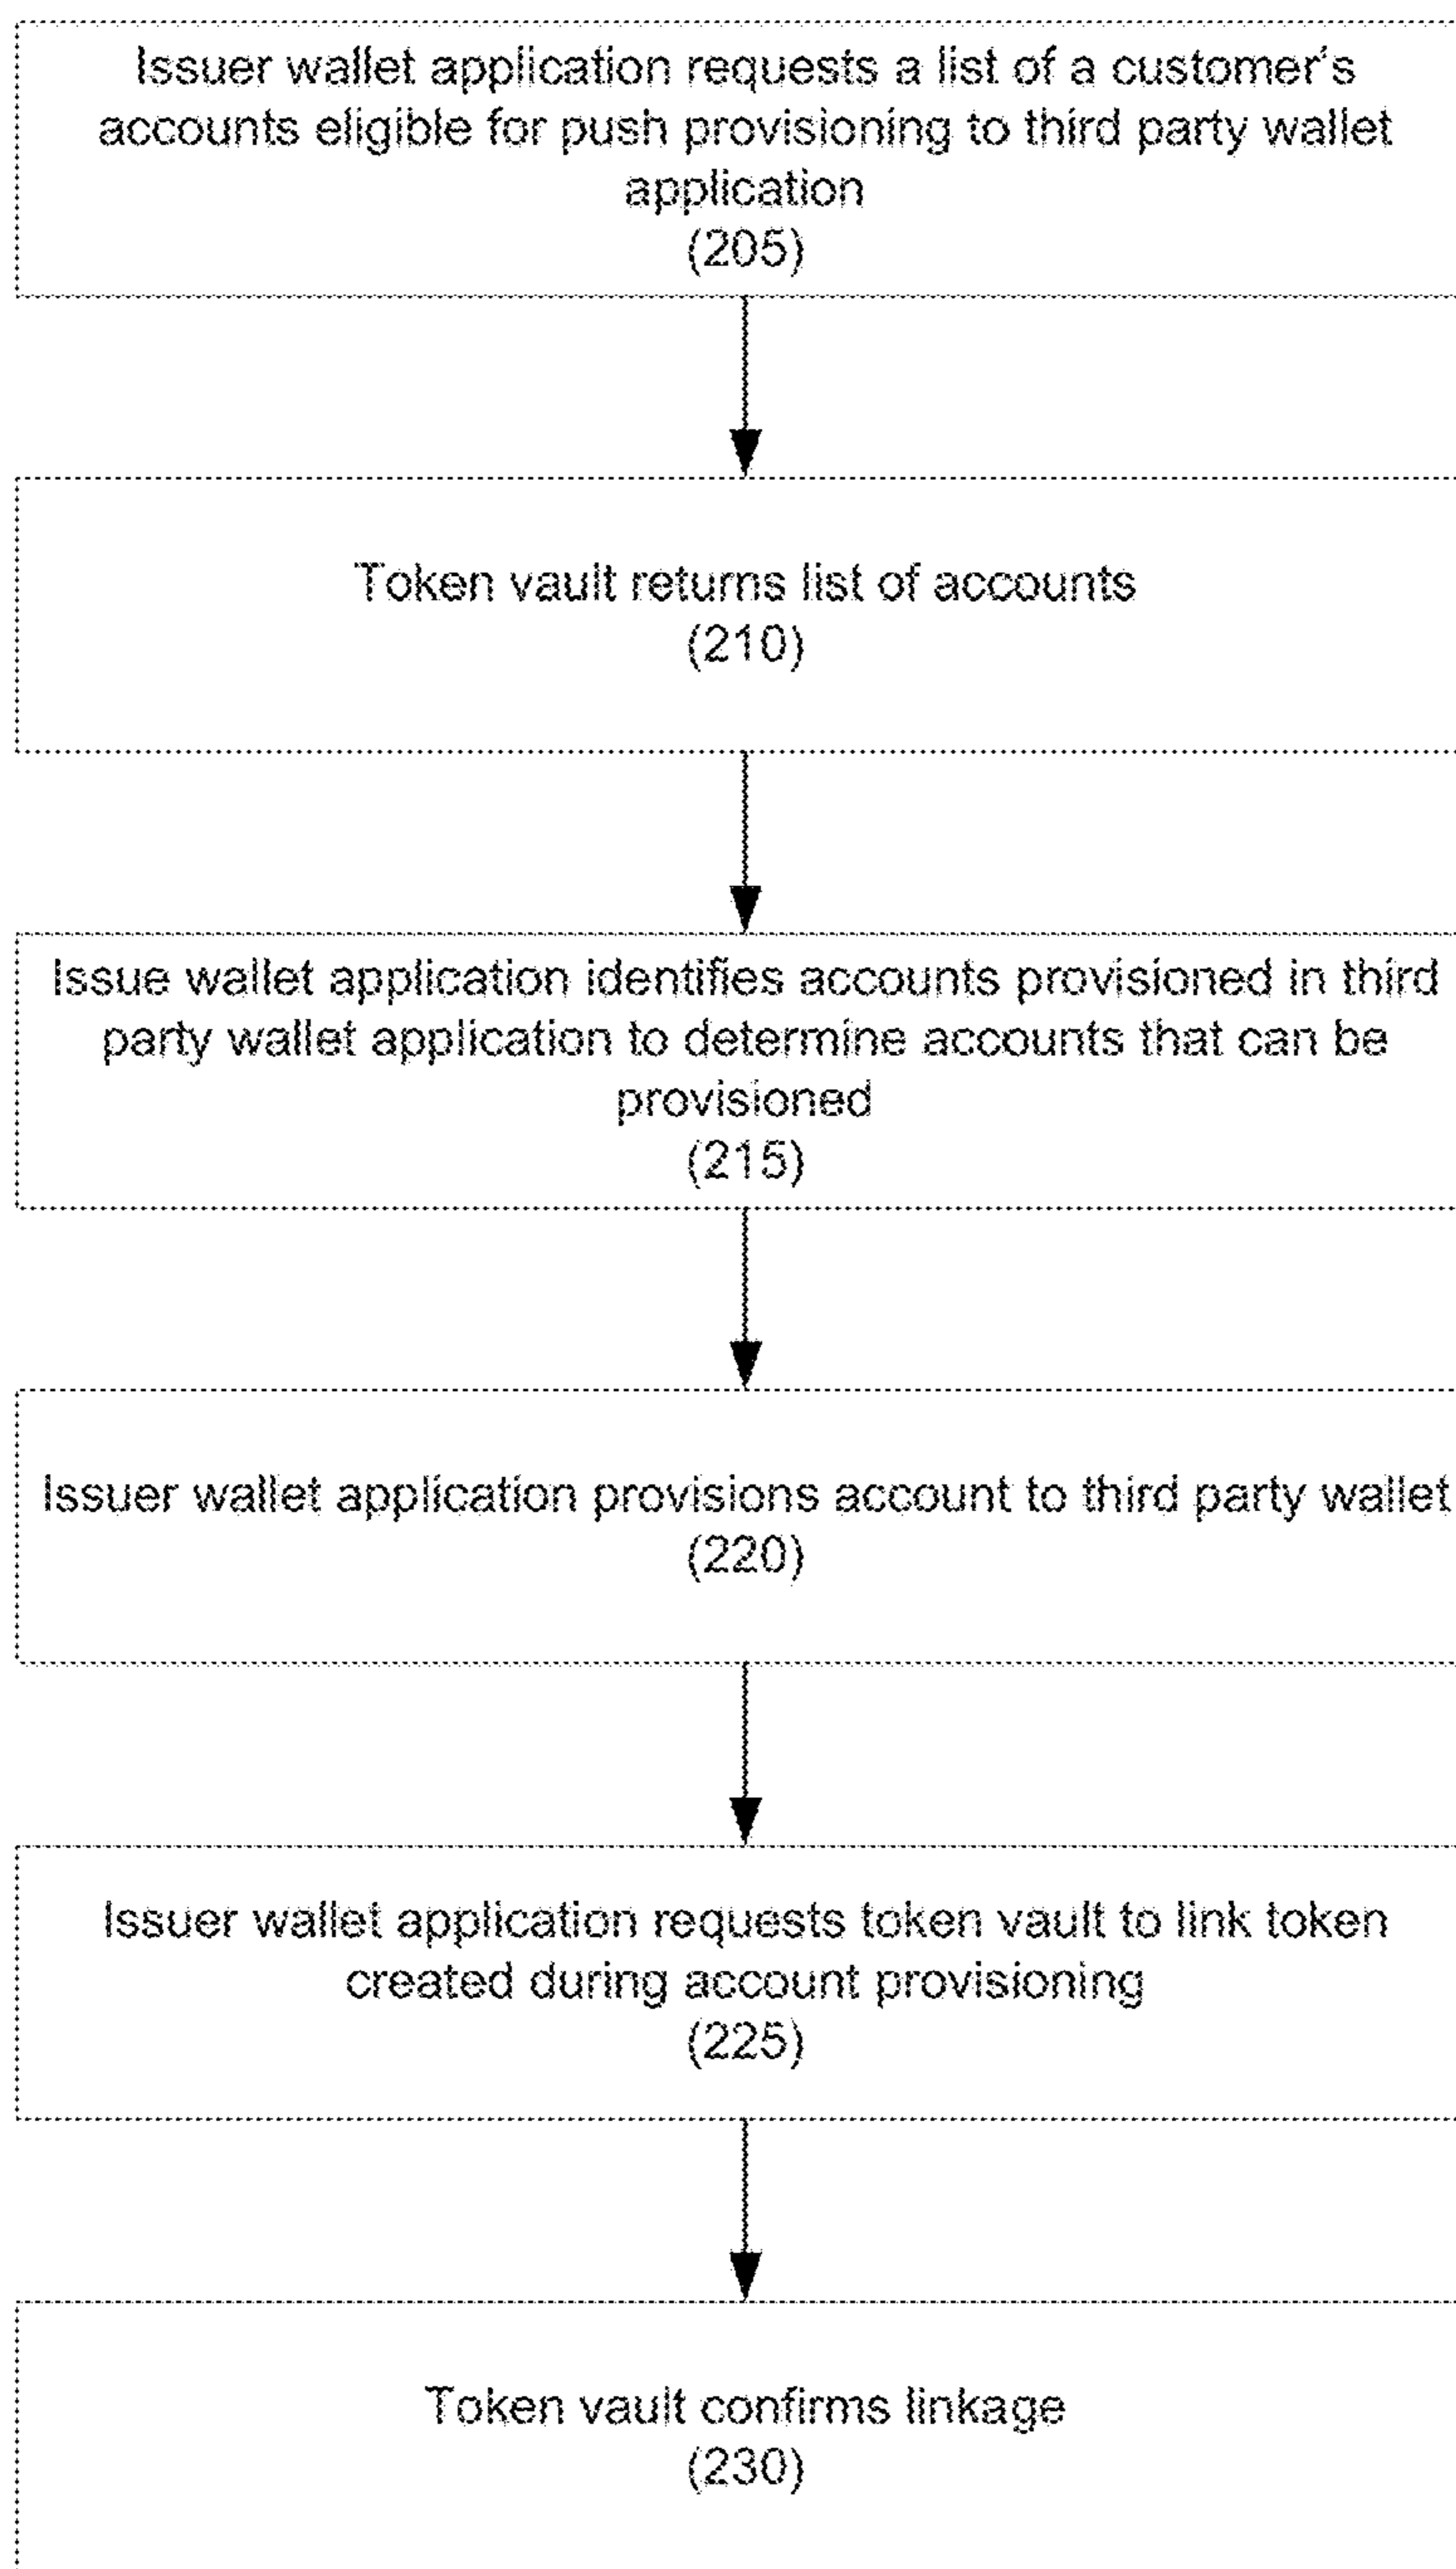 Issuer wallet application requests a list of a customer's
accounts eligible for push provisioning to third party wallet
application
(205)
Token vault returns list of accounts
(210)
Issue wallet application identifies accounts provisioned in third
party wallet application to determine accounts that can be
provisioned
(215)
Issuer wallet application provisions account to third party wallet
(220)
Issuer wallet application requests token vault to link token
created during account provisioning
(225)
Token vault confirms linkage
(230)